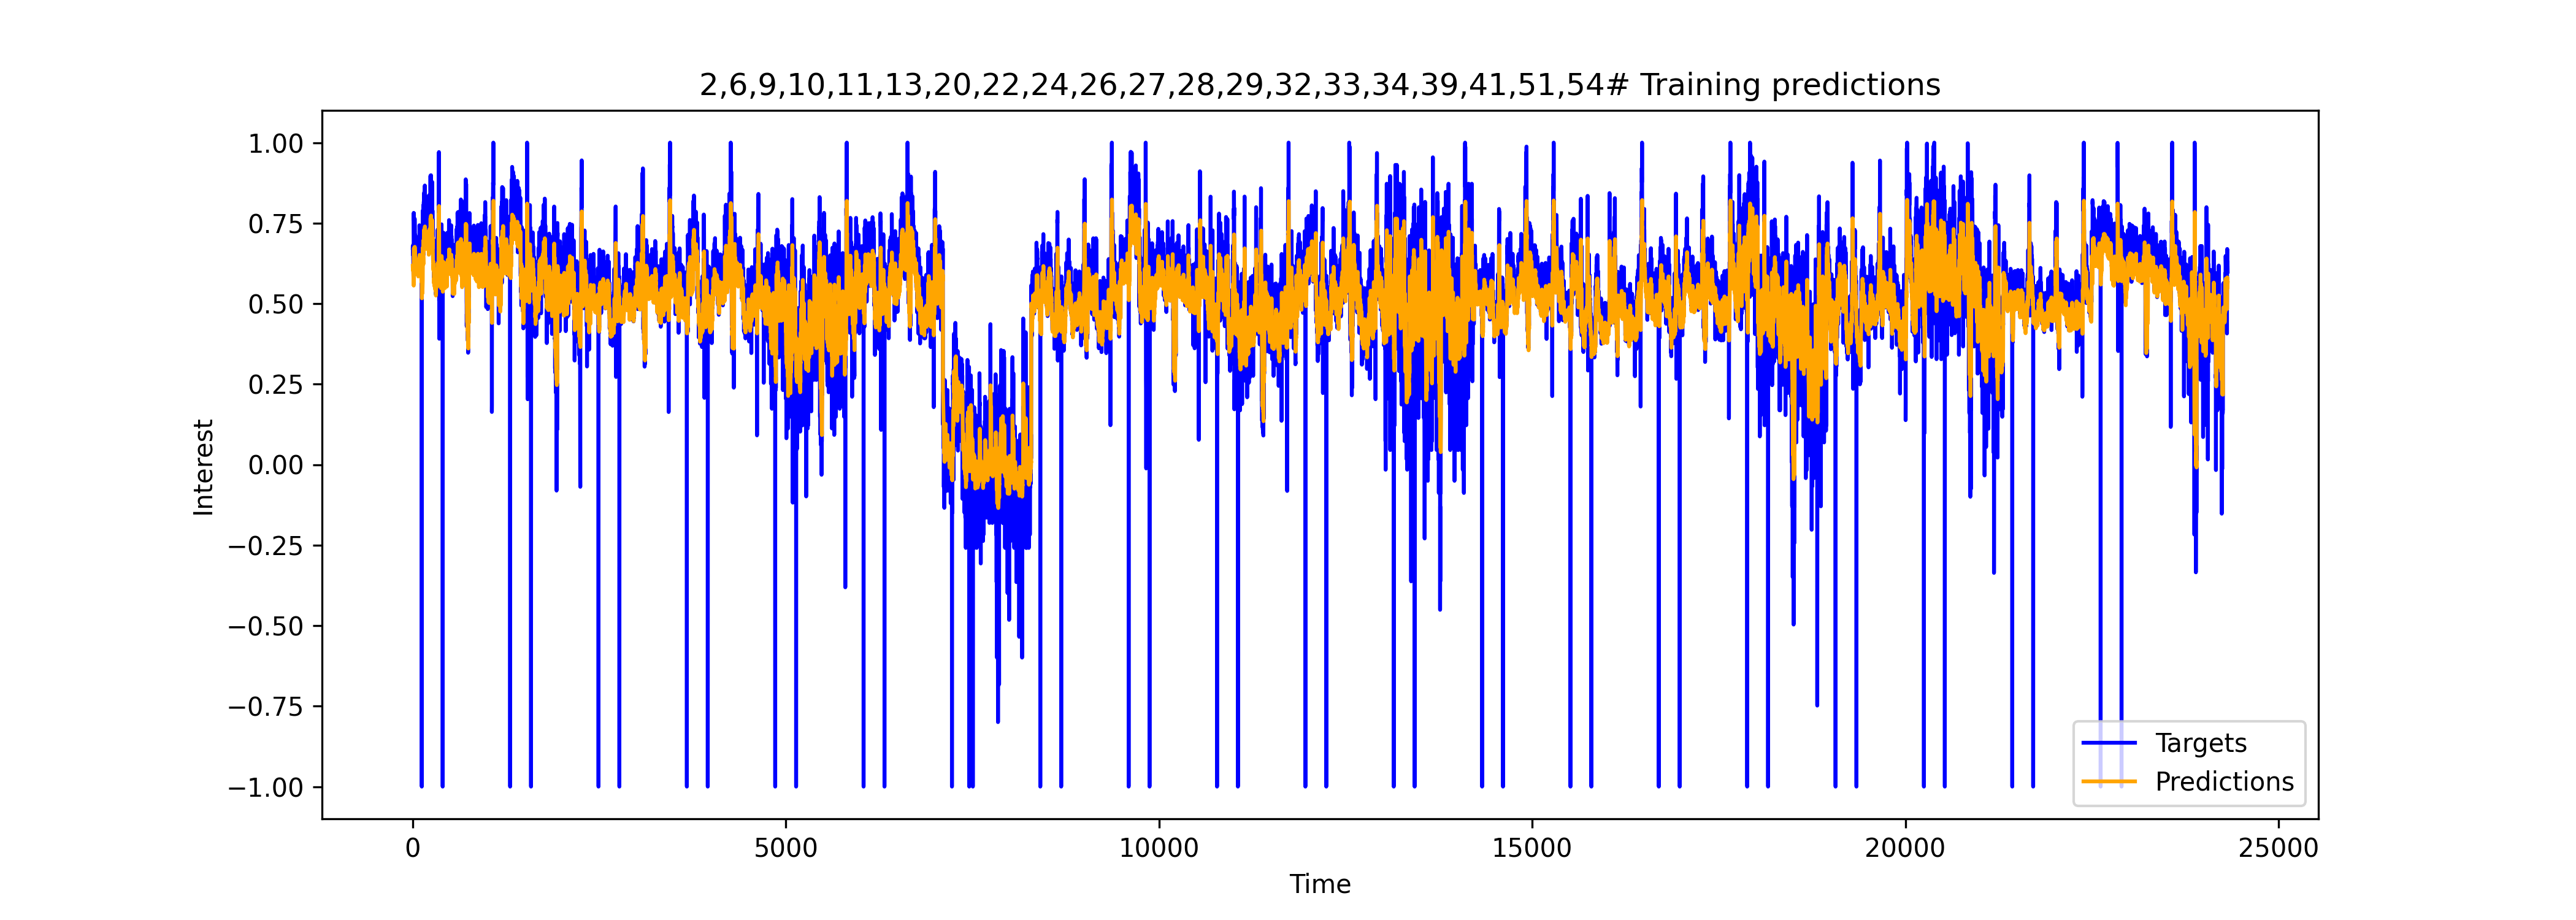 2,6,9,10,11,13,20,22,24,26,27,28,29,32,33,34,39,41,51,54# Training predictions
1.00
0.75
0.50
0.25
0.00
−0.25
−0.50
−0.75
−1.00
Interest
Targets
Predictions
0 5000 10000 15000 20000 25000
Time